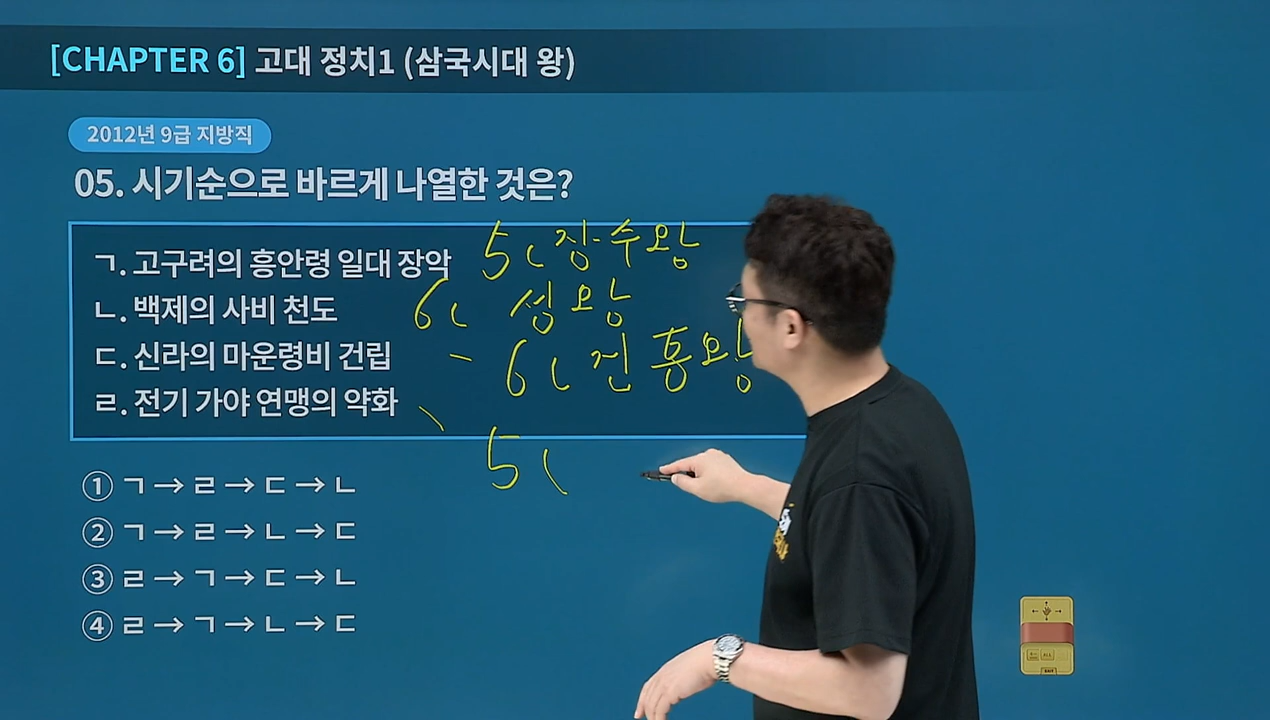 [CHAPTER 6] 고대 정치1 (삼국시대 왕)
2012년 9급 지방직
05. 시기순으로 바르게 나열한 것은?
ㄱ. 고구려의 흥안령 일대 장악 5C 장수왕
ㄴ. 백제의 사비 천도 6C 성왕
ㄷ. 신라의 마운령비 건립 6C 진흥왕
ㄹ. 전기 가야 연맹의 약화 5C
① ㄱ → ㄹ → ㄷ → ㄴ
② ㄱ → ㄹ → ㄴ → ㄷ
③ ㄹ → ㄱ → ㄷ → ㄴ
④ ㄹ → ㄱ → ㄴ → ㄷ